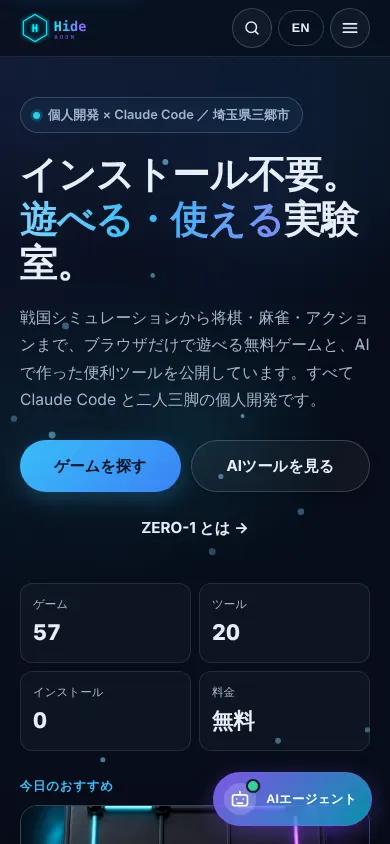 H
Hide
ROOM
EN
個人開発 × Claude Code ／ 埼玉県三郷市
インストール不要。
遊べる・使える実験
室。
戦国シミュレーションから将棋・麻雀・アクショ
ンまで、ブラウザだけで遊べる無料ゲームと、AI
で作った便利ツールを公開しています。すべて
Claude Code と二人三脚の個人開発です。
ゲームを探す
AIツールを見る
ZERO-1 とは →
ゲーム
ツール
57
20
インストール
料金
0
無料
今日のおすすめ
AIエージェント